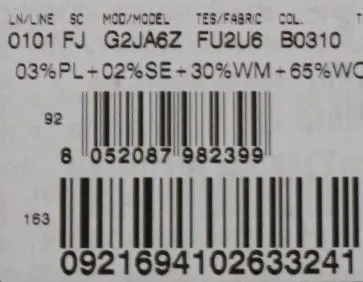 LN/LINE SC MOD/MODEL TES/FABRIC COL. T
0101 FJ G2JA6Z FU2U6 B0310
03%PL+02%SE+30%WM+65%WO
92
8 052087 982399
163
0921694102633241